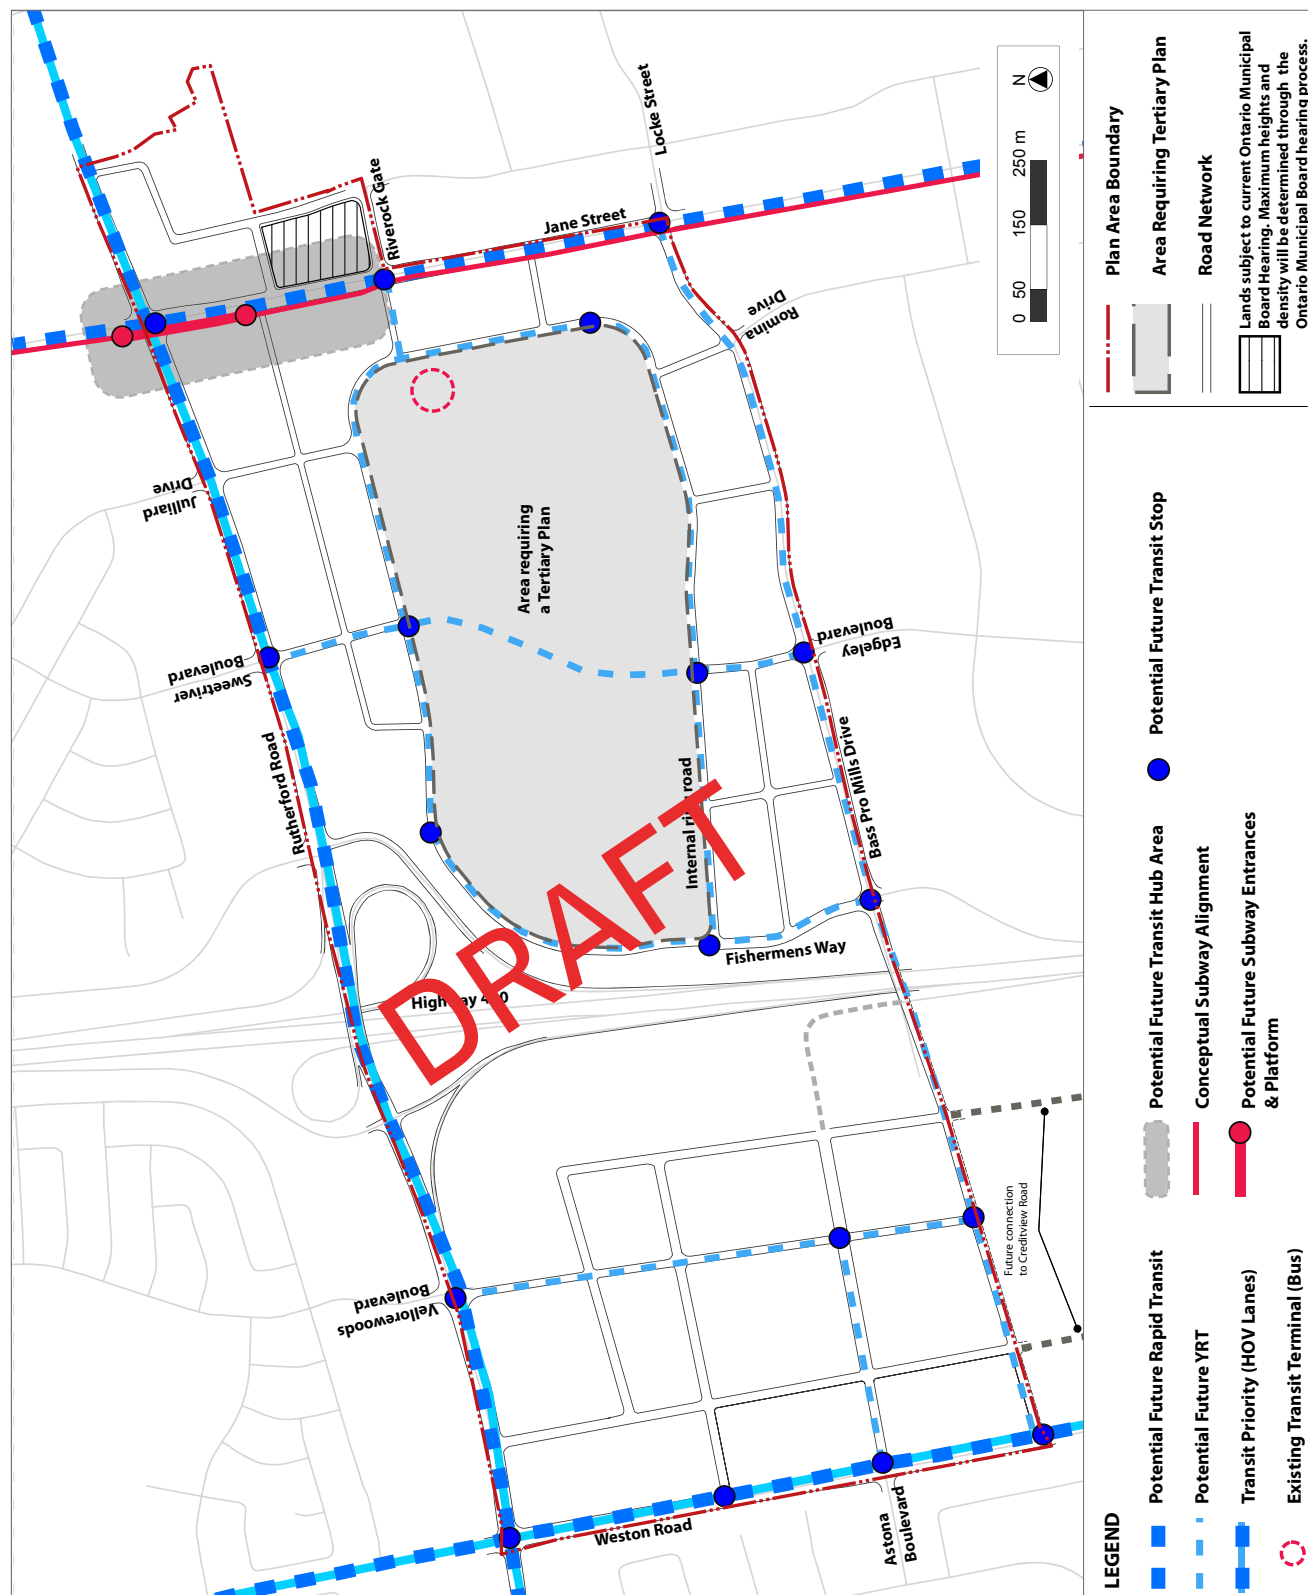 Locke Street
N
0 50 150 250 m
Riverrock Gate
Jane Street
Romina
Drive
Julliard
Drive
Area requiring
a Tertiary Plan
Sweetriver
Boulevard
Edgeley
Boulevard
Rutherford Road
Internal ring road
Bass Pro Mills Drive
DRAFT
Fishermens Way
Highway 400
Vellorewoods
Boulevard
Future connection
to Creditview Road
Weston Road
Astona
Boulevard
LEGEND
Potential Future Rapid Transit
Potential Future YRT
Transit Priority (HOV Lanes)
Existing Transit Terminal (Bus)
Potential Future Transit Hub Area
Conceptual Subway Alignment
Potential Future Subway Entrances
& Platform
Potential Future Transit Stop
Plan Area Boundary
Area Requiring Tertiary Plan
Road Network
Lands subject to current Ontario Municipal
Board Hearing. Maximum heights and
density will be determined through the
Ontario Municipal Board hearing process.